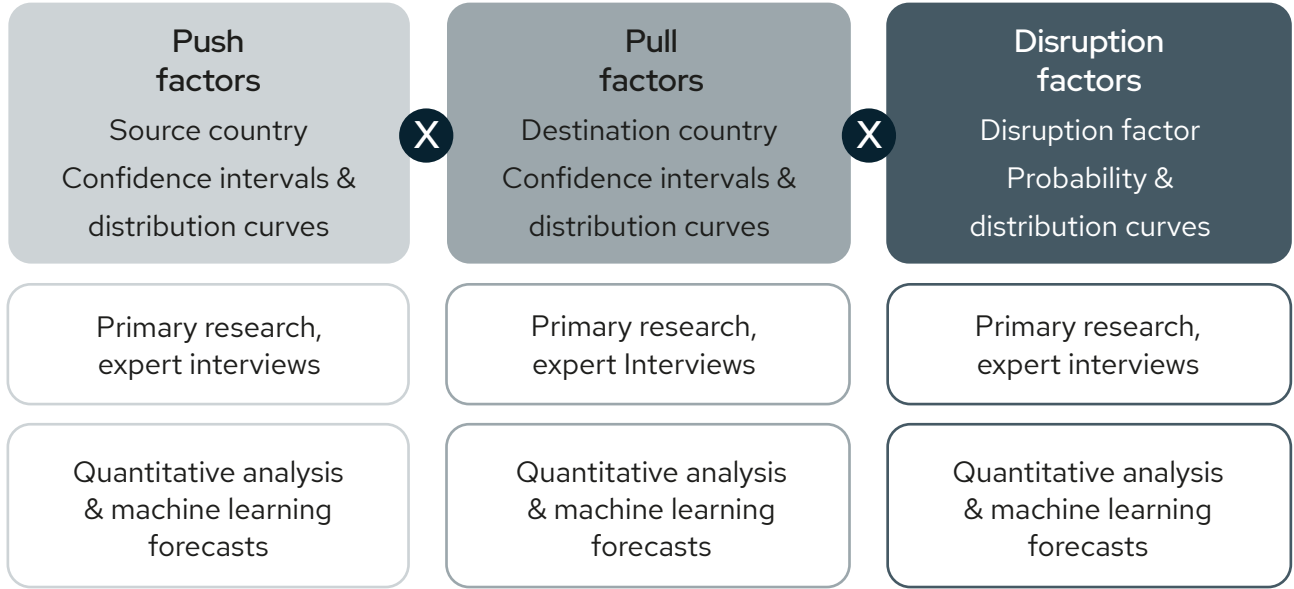 Push
factors
Source country
Confidence intervals &
distribution curves
X
Pull
factors
Destination country
Confidence intervals &
distribution curves
X
Disruption
factors
Disruption factor
Probability &
distribution curves
Primary research,
expert interviews
Primary research,
expert Interviews
Primary research,
expert interviews
Quantitative analysis
& machine learning
forecasts
Quantitative analysis
& machine learning
forecasts
Quantitative analysis
& machine learning
forecasts